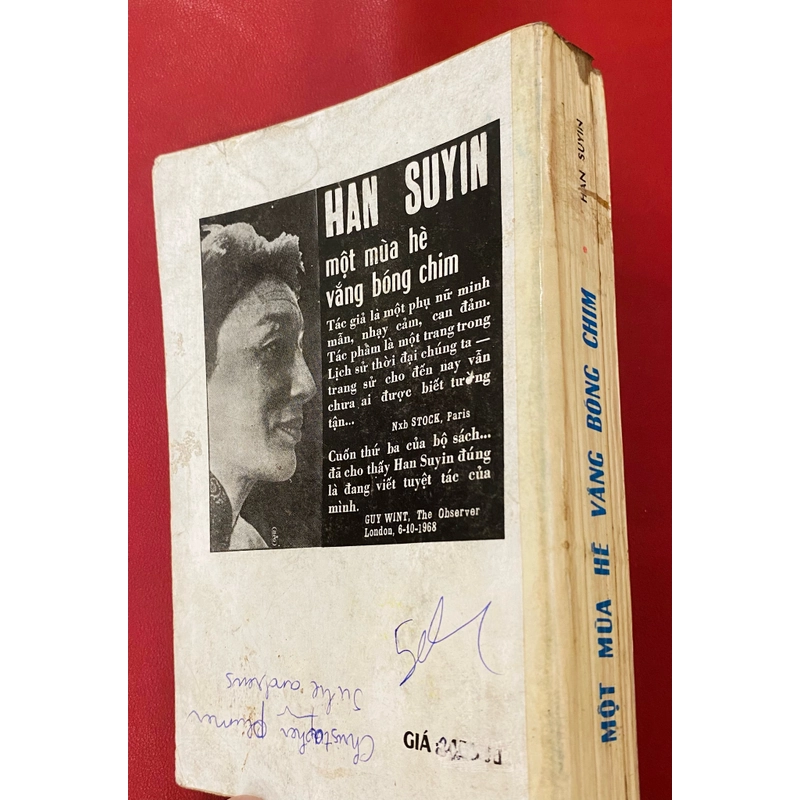 HAN SUYIN
một mùa hè
vắng bóng chim
Tác giả là một phụ nữ minh
mẫn, nhạy cảm, can đảm.
Tác phẩm là một trang trong
Lịch sử thời đại chúng ta —
trang sử cho đến nay vẫn
chưa ai được biết tường
tận...
Nxb STOCK, Paris
Cuốn thứ ba của bộ sách...
đã cho thấy Han Suyin đúng
là đang viết tuyệt tác của
mình.
GUY WINT, The Observer
London, 6-10-1968
Christopher plumer
Julie andrews
GIÁ
HAN SUYIN
MỘT MÙA HÈ VẮNG BÓNG CHIM